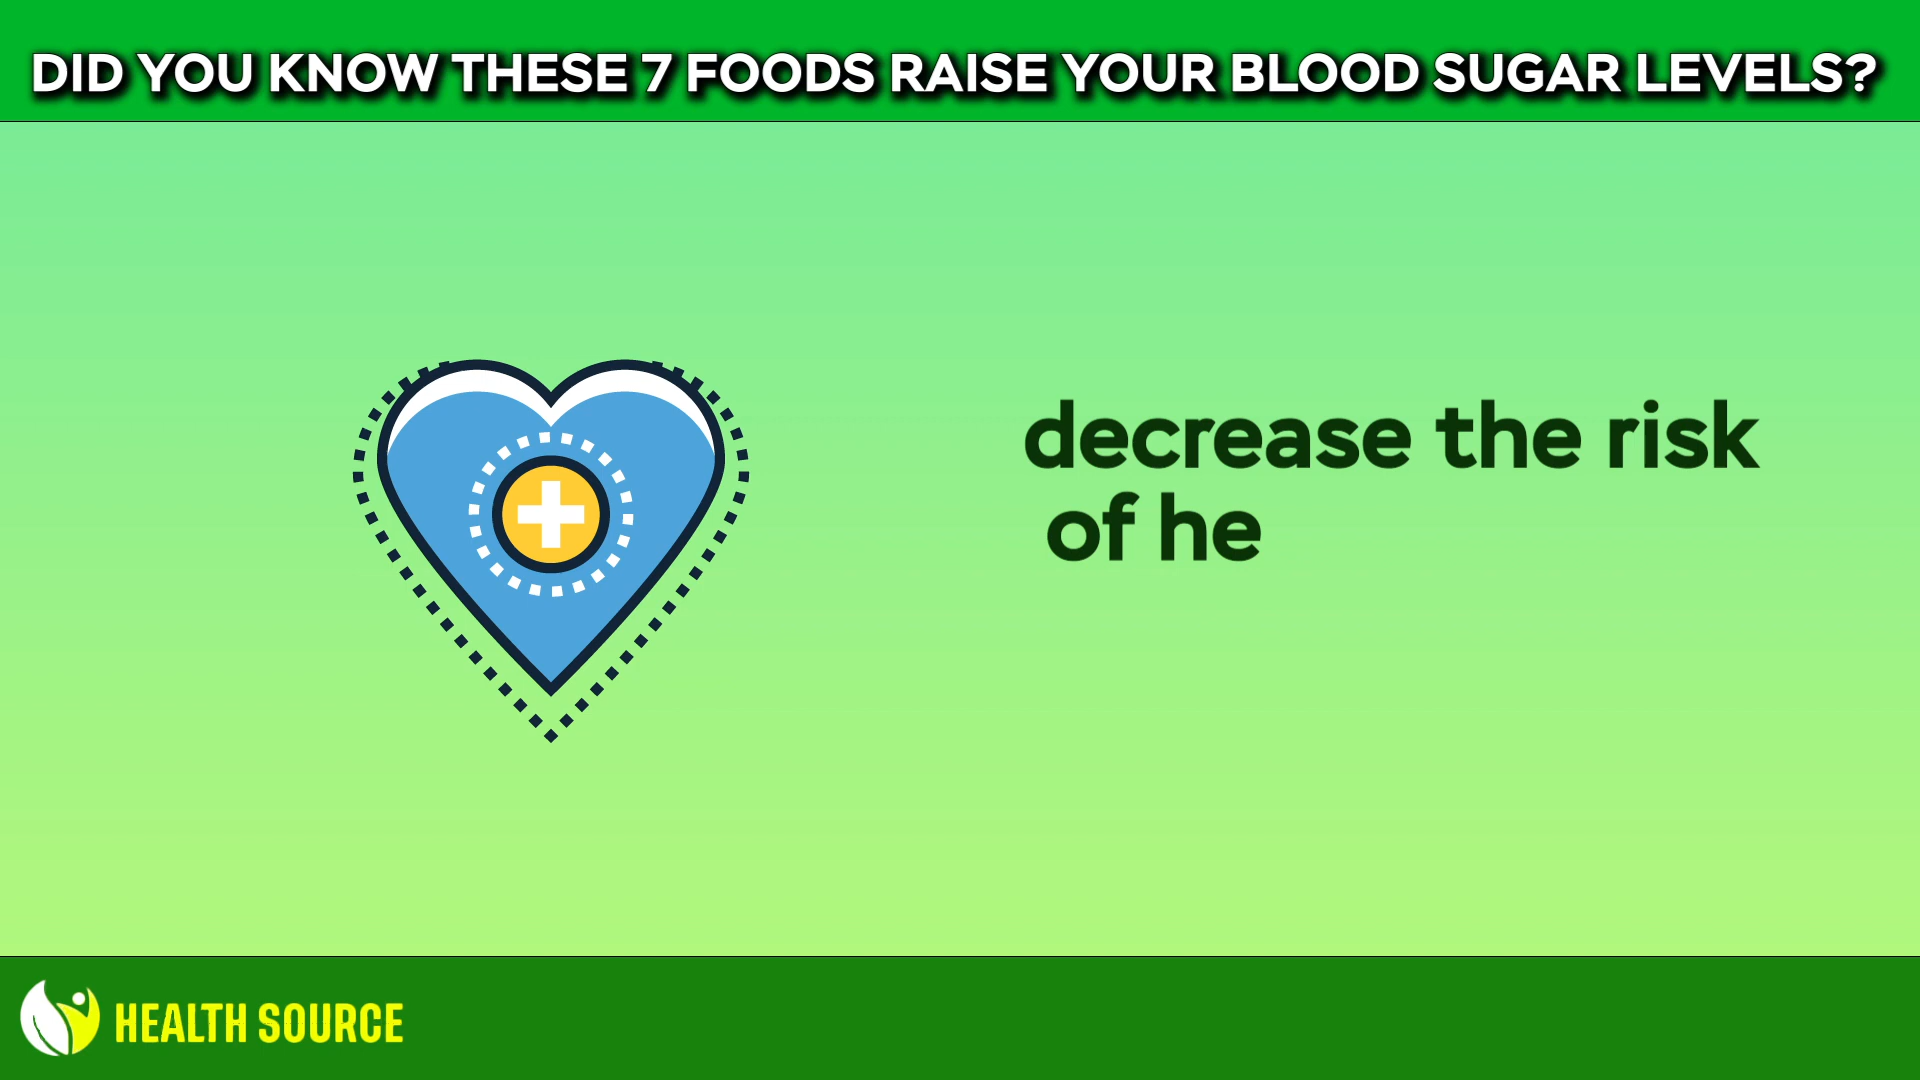 DID YOU KNOW THESE 7 FOODS RAISE YOUR BLOOD SUGAR LEVELS?
decrease the risk
of he
HEALTH SOURCE